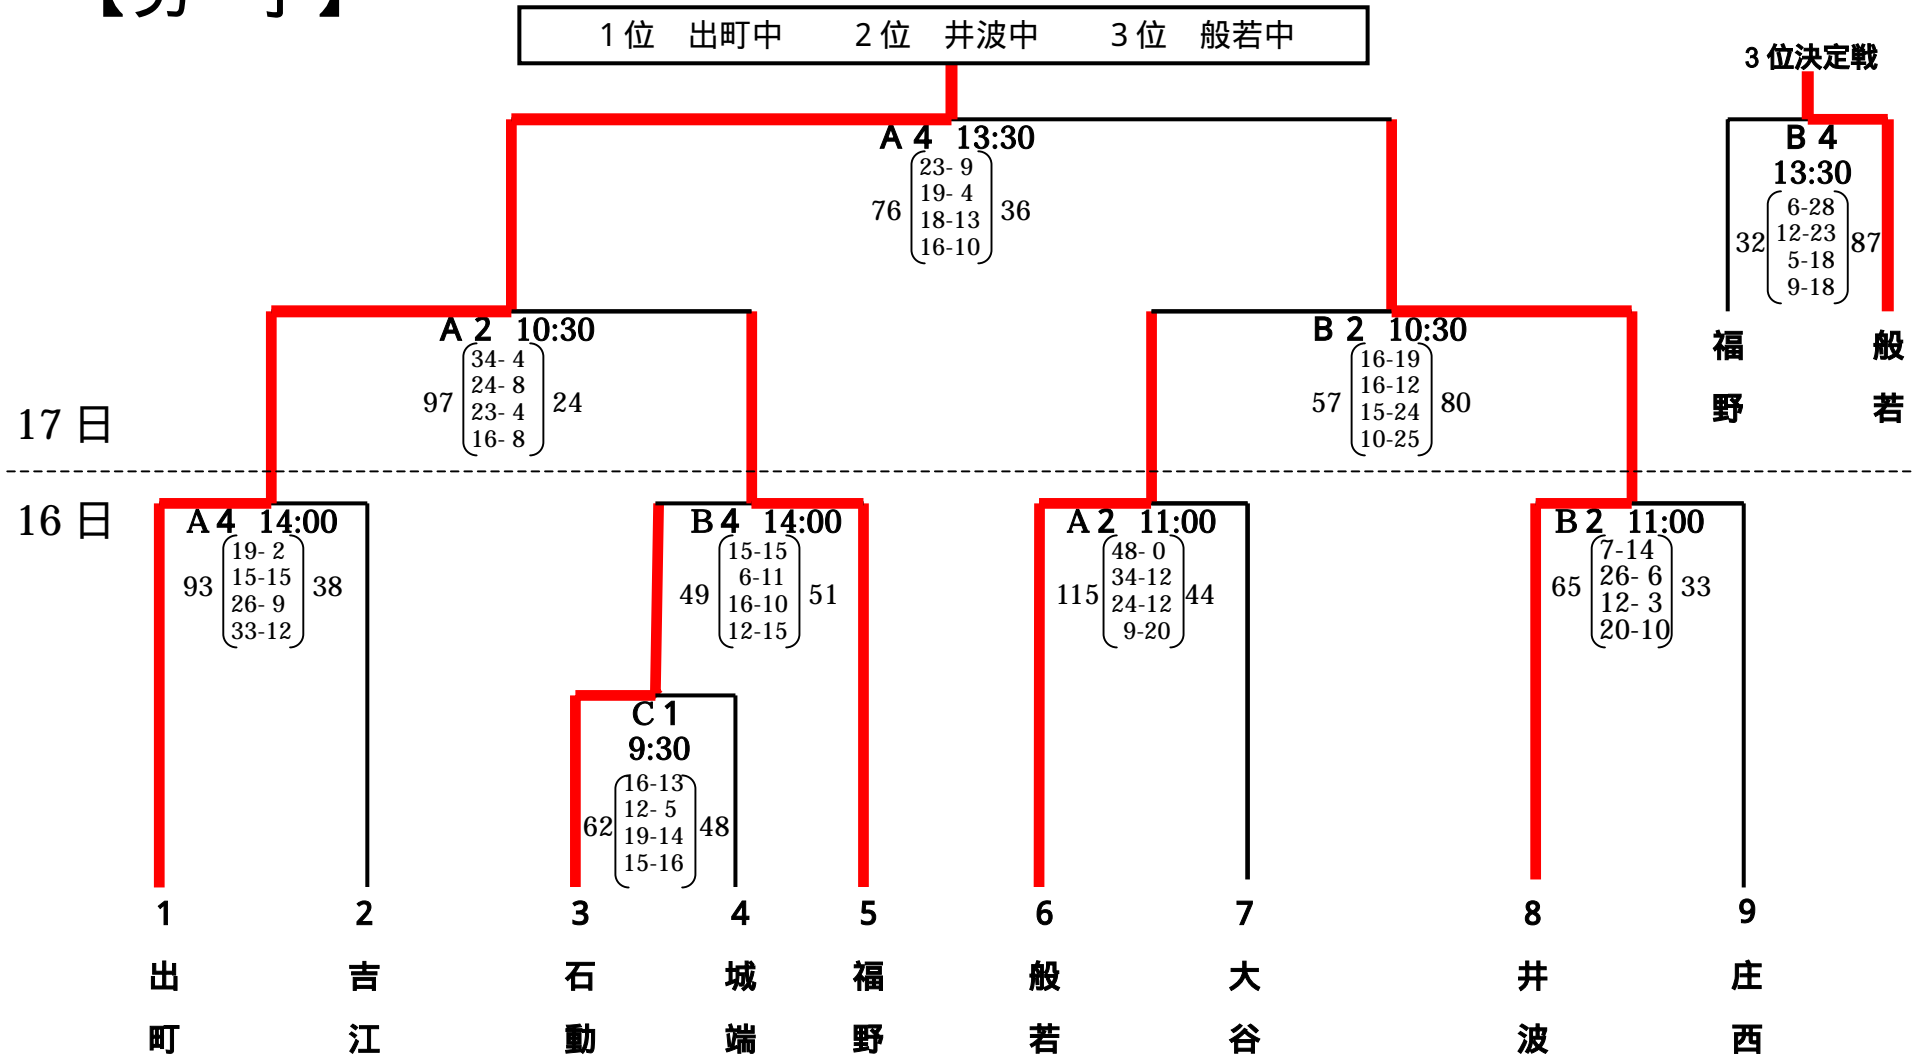 【男子】
1位 出町中 2位 井波中 3位 般若中
3位決定戦
A4 13:30
23- 9
19- 4
18-13
16-10
76
36
B4
13:30
6-28
12-23
5-18
9-18
32
87
福野
般若
A2 10:30
34- 4
24- 8
23- 4
16- 8
97
24
B2 10:30
16-19
16-12
15-24
10-25
57
80
17日
16日
A4 14:00
19- 2
15-15
26- 9
33-12
93
38
B4 14:00
15-15
6-11
16-10
12-15
49
51
A2 11:00
48- 0
34-12
24-12
9-20
115
44
B2 11:00
7-14
26- 6
12- 3
20-10
65
33
C1
9:30
16-13
12- 5
19-14
15-16
62
48
1 2 3 4 5 6 7 8 9
出町
吉江
石動
城端
福野
般若
大谷
井波
庄西